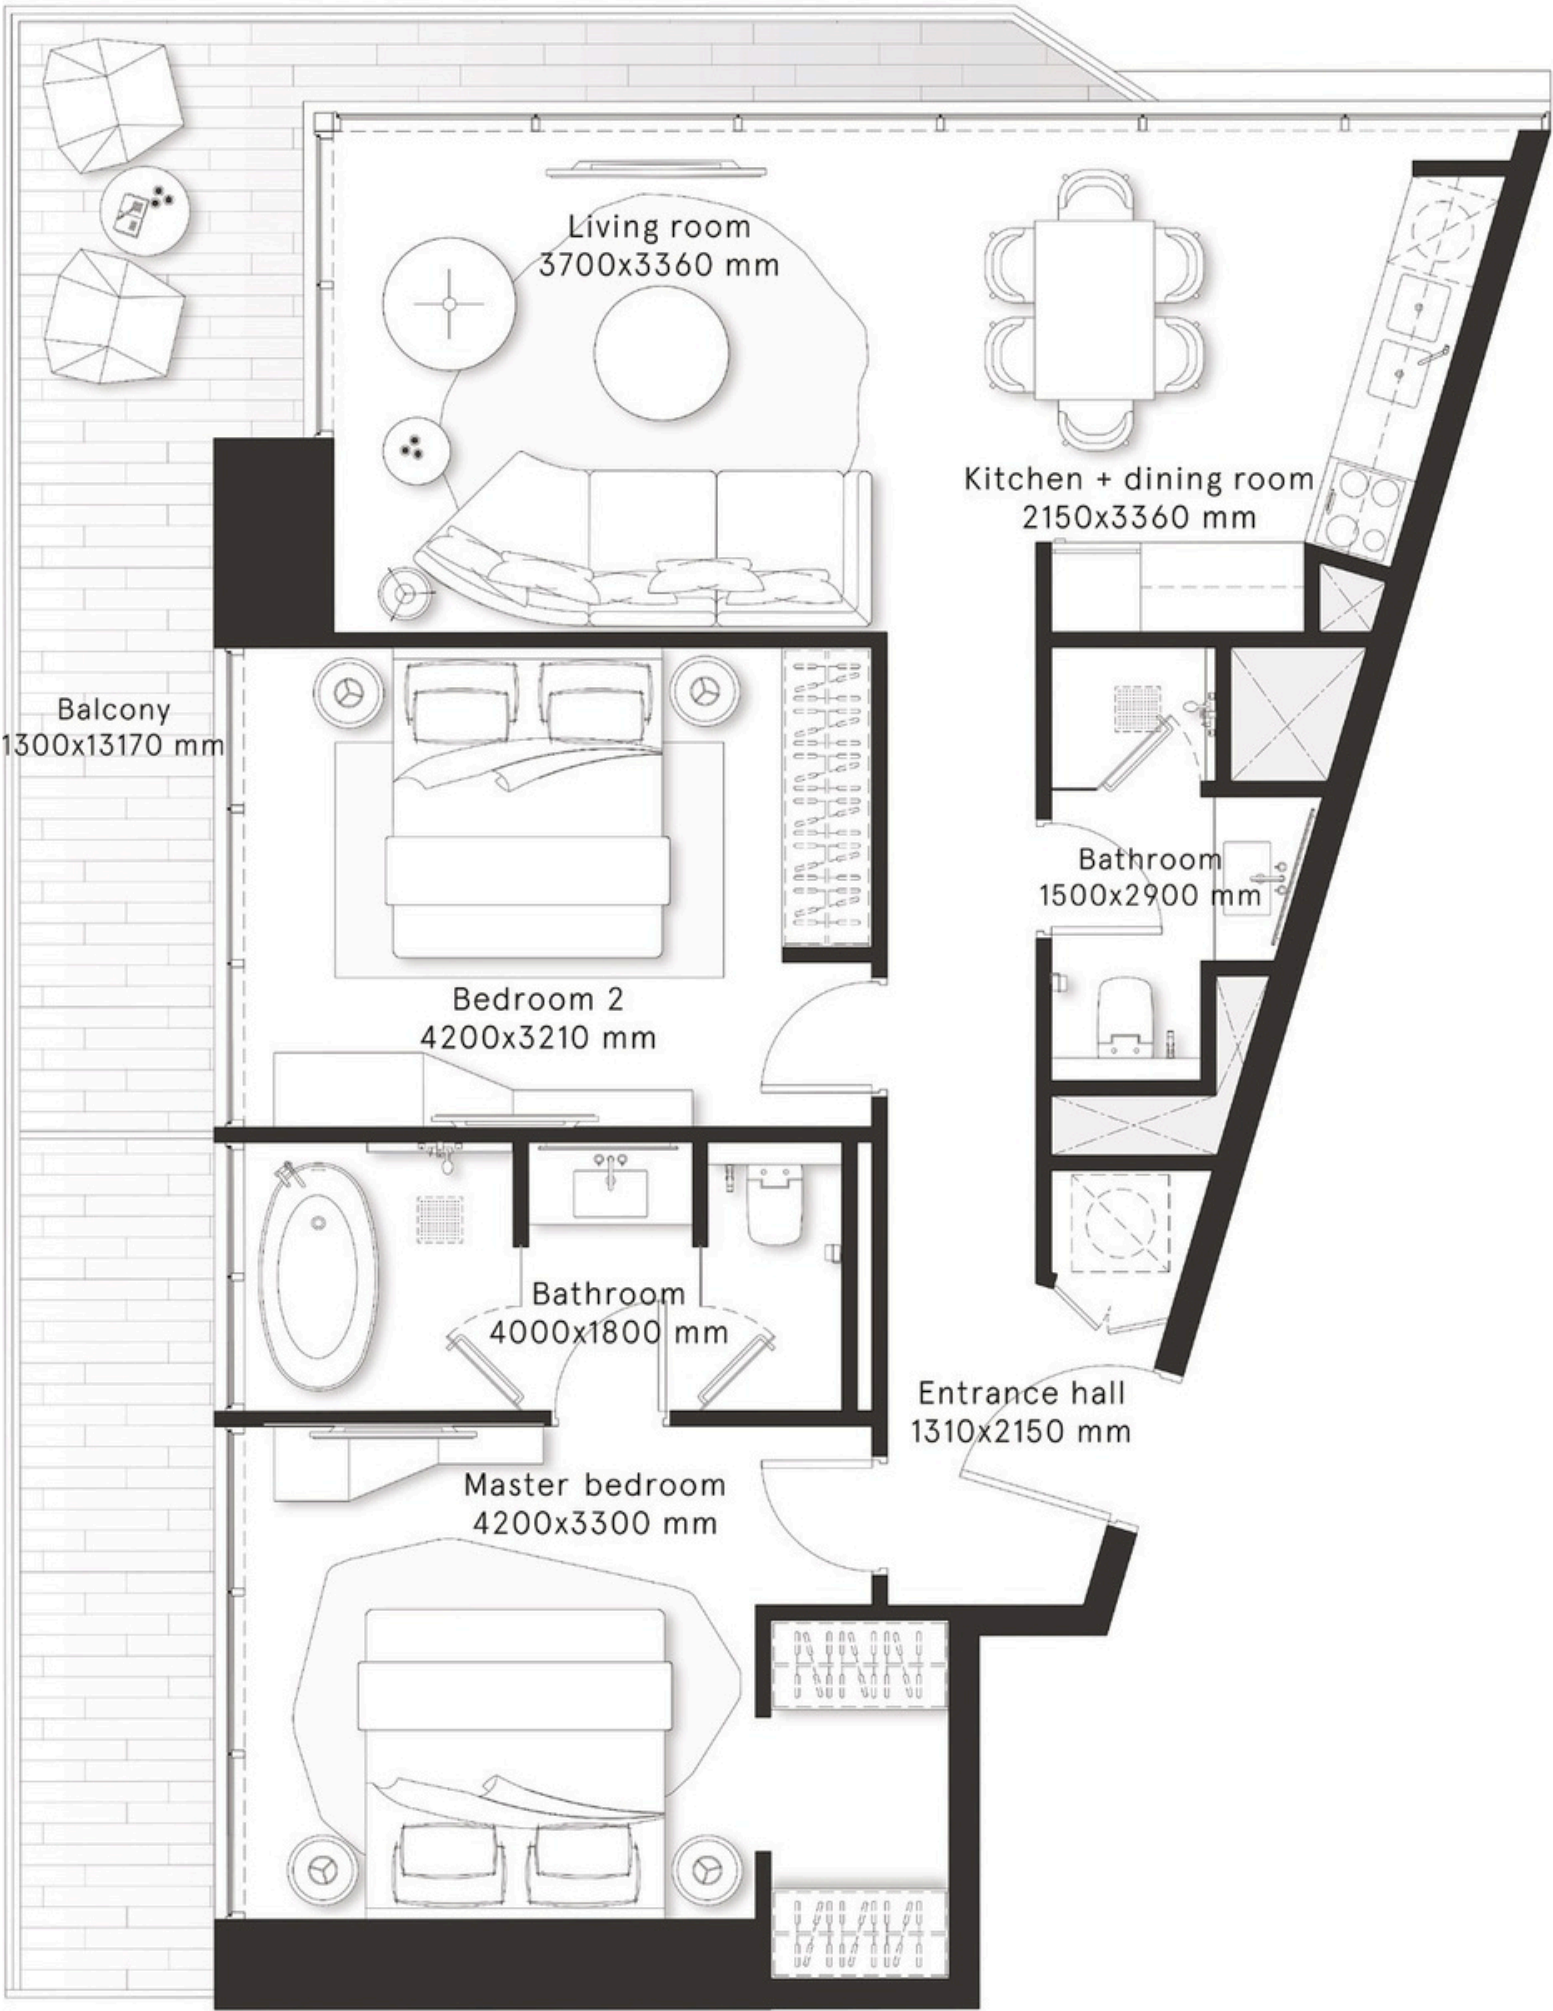 Living room
3700x3360 mm
Kitchen + dining room
2150x3360 mm
Balcony
1300x13170 mm
Bathroom
1500x2900 mm
Bedroom 2
4200x3210 mm
Bathroom
4000x1800 mm
Entrance hall
1310x2150 mm
Master bedroom
4200x3300 mm